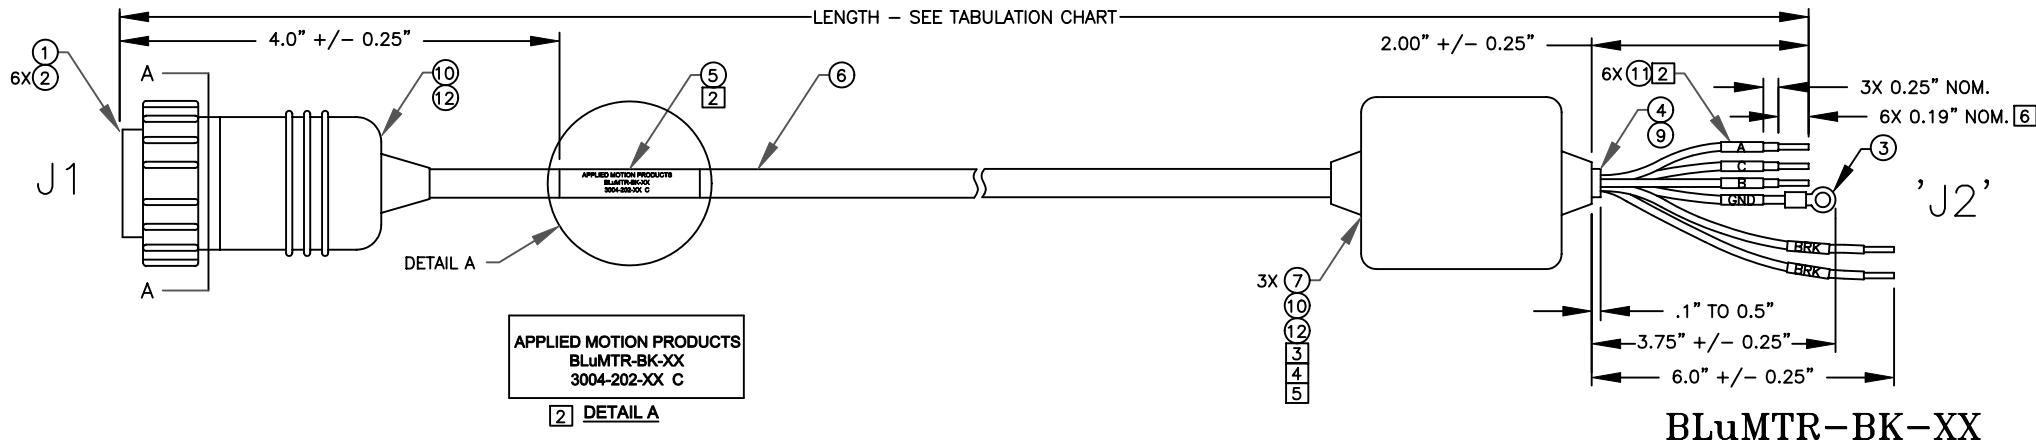 LENGTH – SEE TABULATION CHART
4.0" +/– 0.25"
2.00" +/– 0.25"
1
6X 2
A
10
12
5
2
6
6X 11 2
3X 0.25" NOM.
6X 0.19" NOM. 6
4
9
3
J1
APPLIED MOTION PRODUCTS
BLuMTR-BK-XX
3004-202-XX C
A
C
B
GND
'J2'
BRK
BRK
A
DETAIL A
3X 7
10
12
3
4
5
.1" TO 0.5"
3.75" +/– 0.25"
6.0" +/– 0.25"
APPLIED MOTION PRODUCTS
BLuMTR-BK-XX
3004-202-XX C
2 DETAIL A
BLuMTR–BK–XX